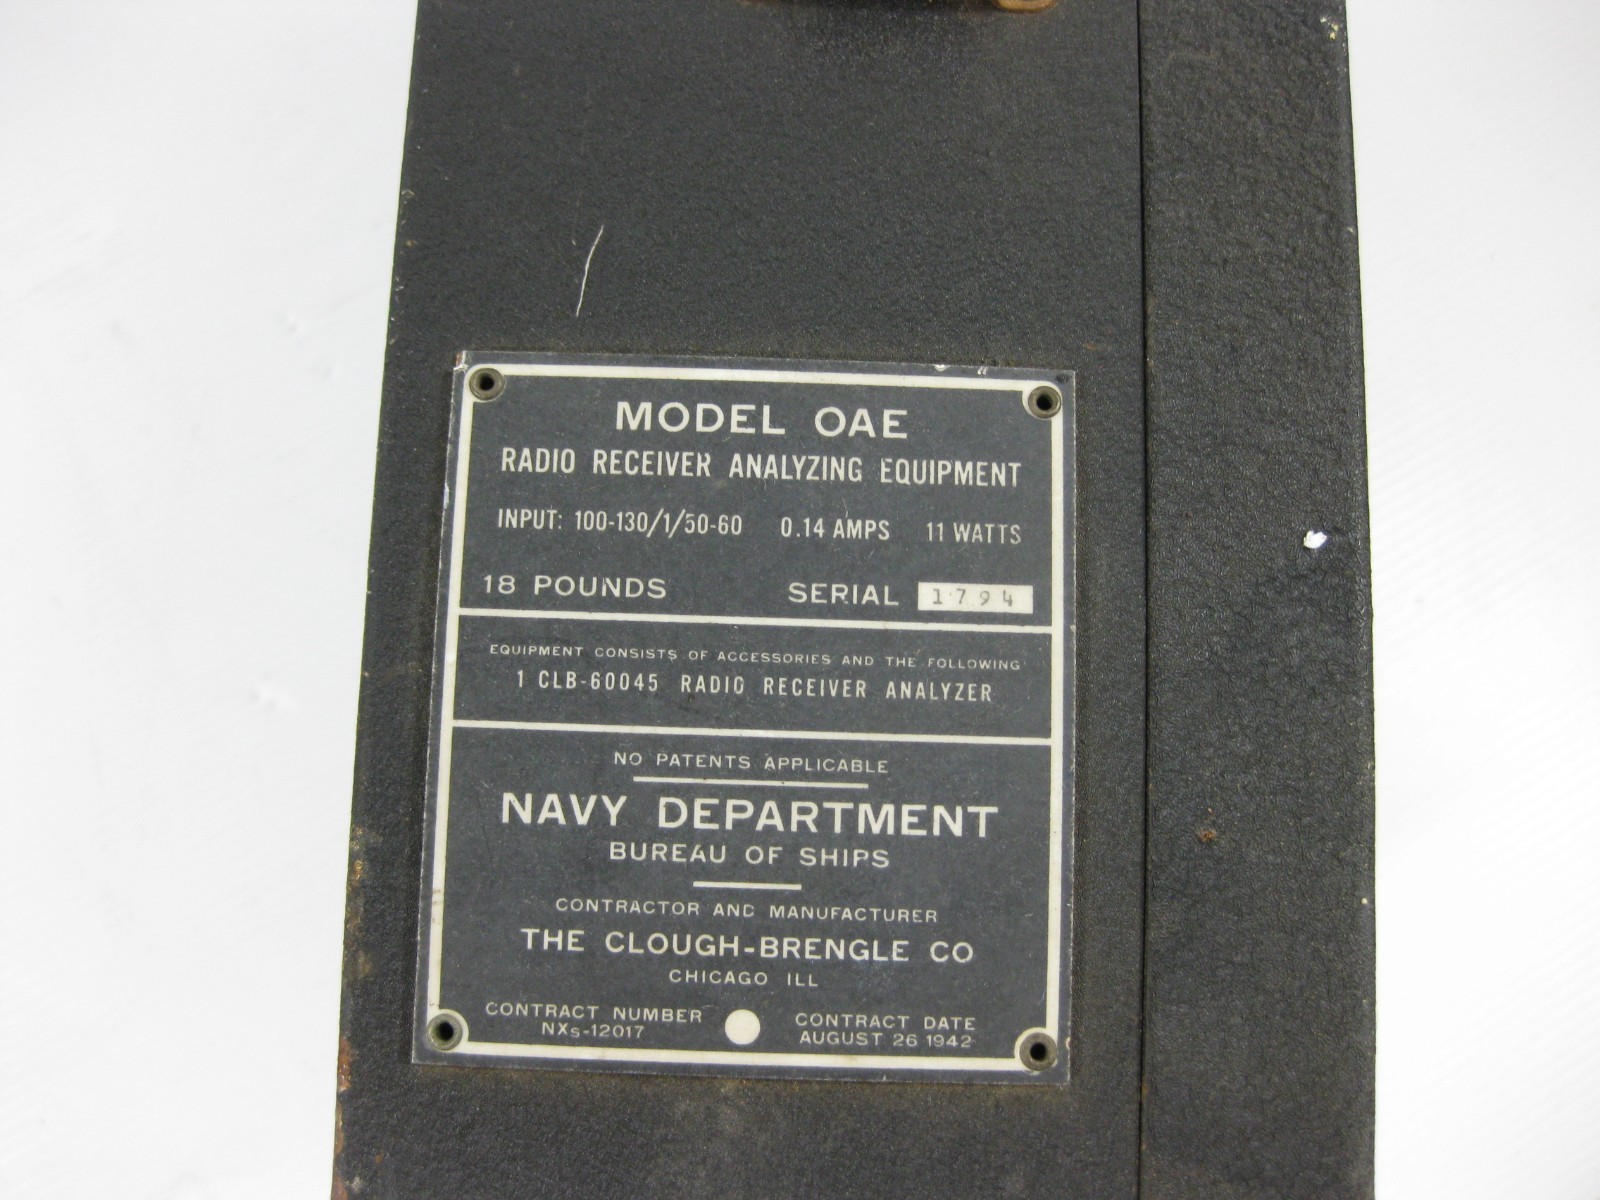 MODEL OAE
RADIO RECEIVER ANALYZING EQUIPMENT
INPUT: 100-130/1/50-60 0.14 AMPS 11 WATTS
18 POUNDS SERIAL 1794
EQUIPMENT CONSISTS OF ACCESSORIES AND THE FOLLOWING
1 CLB-60045 RADIO RECEIVER ANALYZER
NO PATENTS APPLICABLE
NAVY DEPARTMENT
BUREAU OF SHIPS
CONTRACTOR AND MANUFACTURER
THE CLOUGH-BRENGLE CO
CHICAGO ILL
CONTRACT NUMBER
NXs-12017
CONTRACT DATE
AUGUST 26 1942